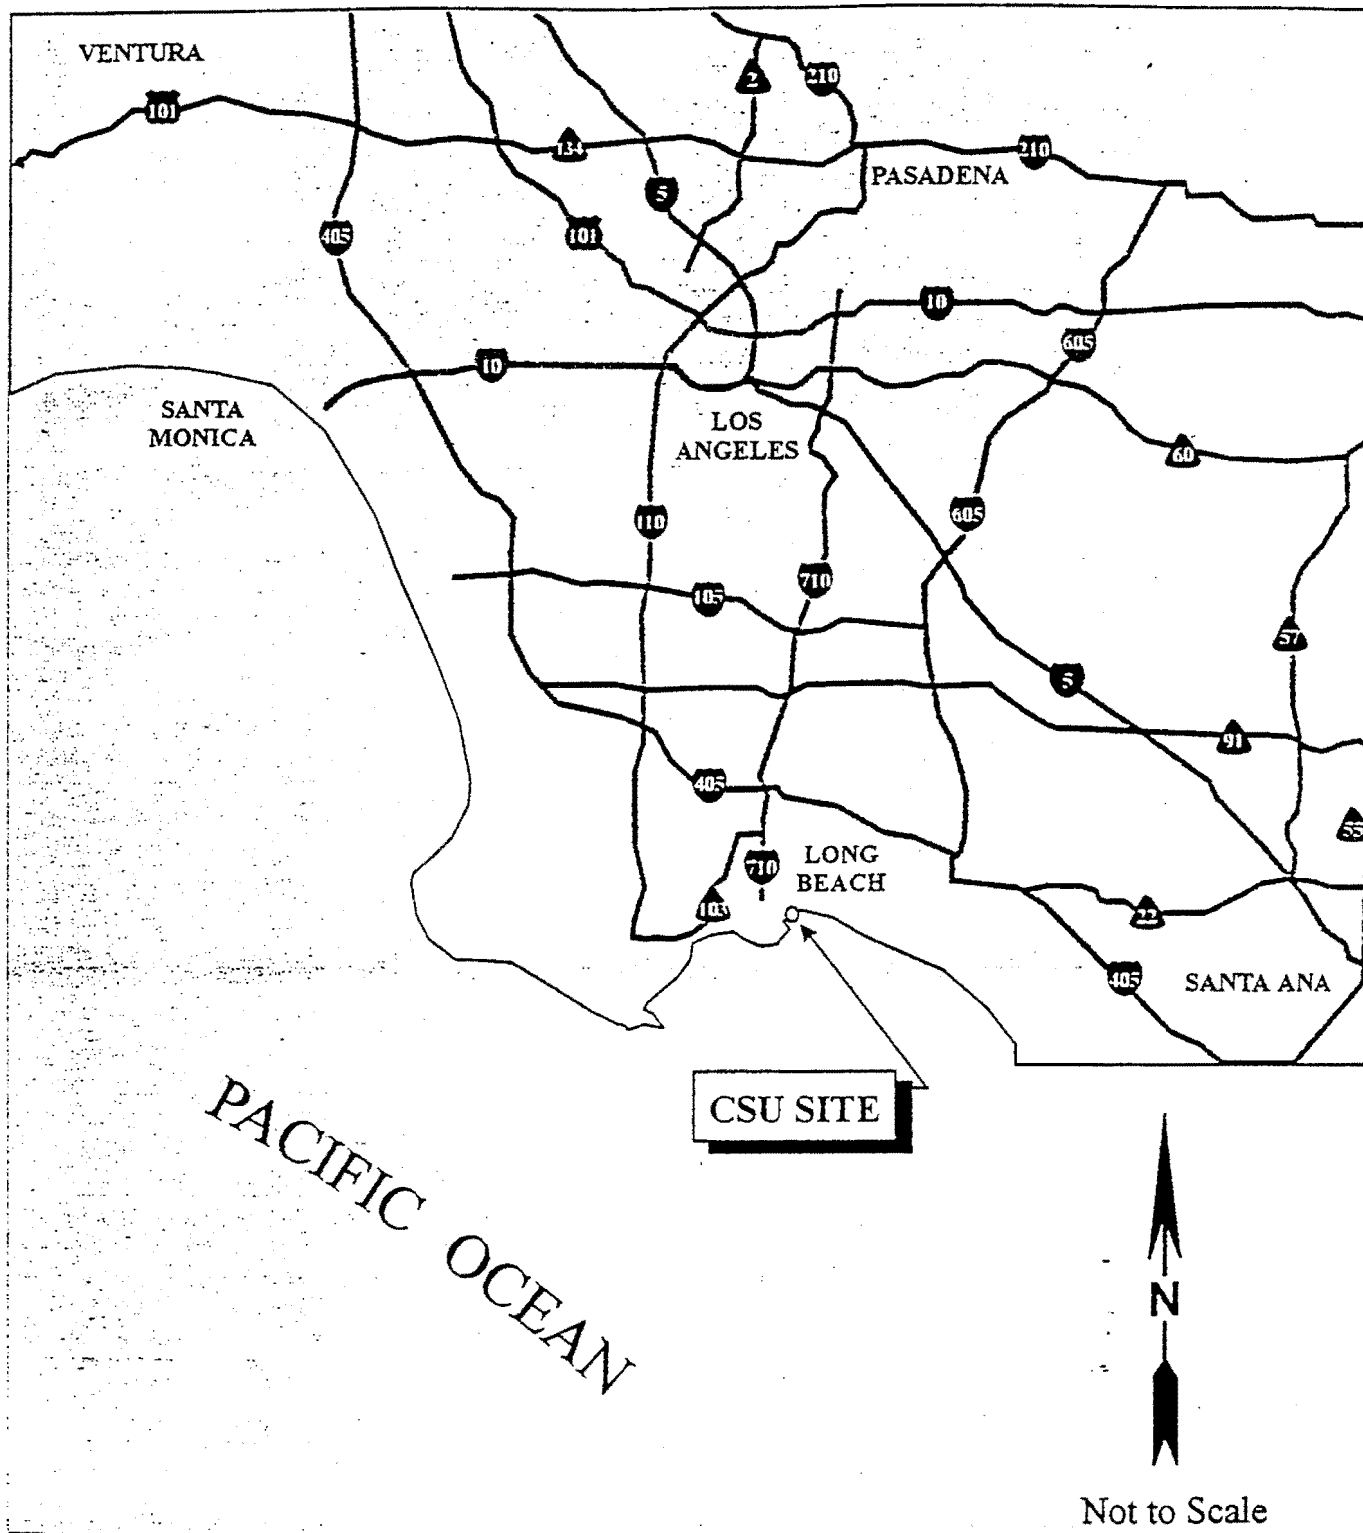 VENTURA
2
210
101
134
210
PASADENA
5
405
101
10
605
10
SANTA
MONICA
LOS
ANGELES
60
110
605
710
105
57
5
91
405
55
LONG
BEACH
710
103
22
405
SANTA ANA
CSU SITE
PACIFIC OCEAN
N
Not to Scale